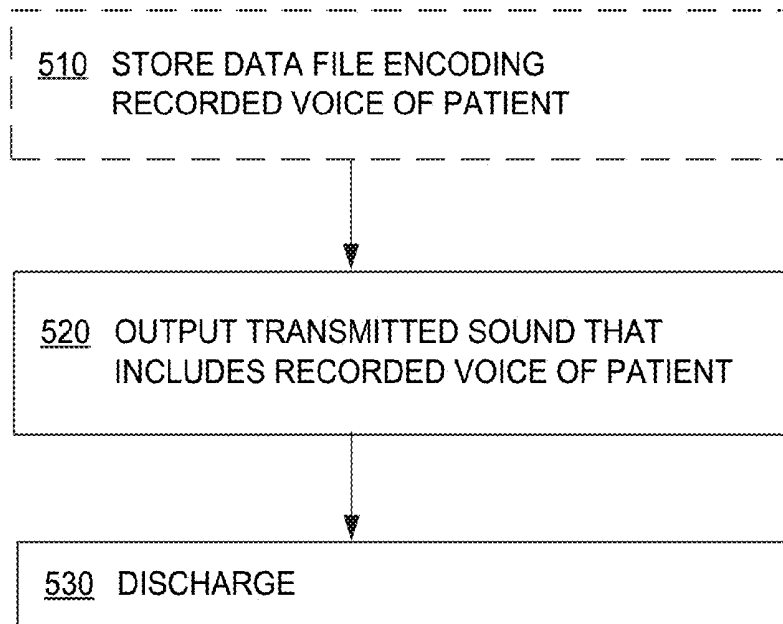 510 STORE DATA FILE ENCODING
RECORDED VOICE OF PATIENT
520 OUTPUT TRANSMITTED SOUND THAT
INCLUDES RECORDED VOICE OF PATIENT
530 DISCHARGE